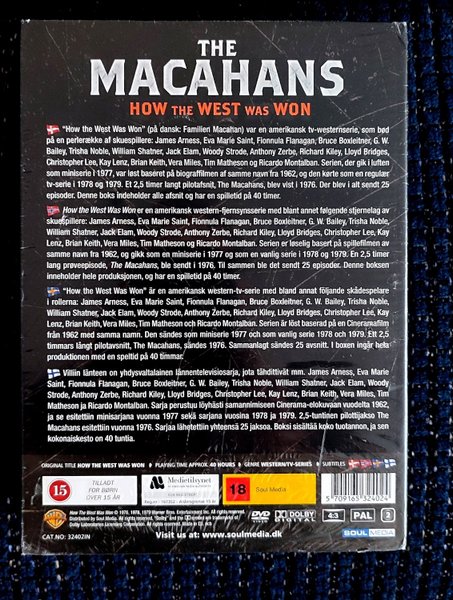 THE
MACAHANS
HOW THE WEST WAS WON
"How the West Was Won" (på dansk: Familien Macahan) var en amerikansk tv-westernserie, som bød
på en perlerække af skuespillere: James Arness, Eva Marie Saint, Fionnula Flanagan, Bruce Boxleitner, G. W.
Bailey, Trisha Noble, William Shatner, Jack Elam, Woody Strode, Anthony Zerbe, Richard Kiley, Lloyd Bridges,
Christopher Lee, Kay Lenz, Brian Keith, Vera Miles, Tim Matheson og Ricardo Montalban. Serien, der gik i luften
som miniserie i 1977, var løst baseret på biograffilmen af samme navn fra 1962, og den kørte som en regulær
tv-serie i 1978 og 1979. Et 2,5 timer langt pilotafsnit, The Macahans, blev vist i 1976. Der blev i alt sendt 25
episoder. Denne boks indeholder alle afsnit og har en spilletid på 40 timer.
How the West Was Won er en amerikansk western-fjernsynsserie med blandt annet følgende stjernelag av
skuespillere: James Arness, Eva Marie Saint, Fionnula Flanagan, Bruce Boxleitner, G. W. Bailey, Trisha Noble,
William Shatner, Jack Elam, Woody Strode, Anthony Zerbe, Richard Kiley, Lloyd Bridges, Christopher Lee, Kay
Lenz, Brian Keith, Vera Miles, Tim Matheson og Ricardo Montalban. Serien er løselig basert på spillefilmen av
samme navn fra 1962, og gikk som en miniserie i 1977 og som en vanlig serie i 1978 og 1979. En 2,5 timer
lang prøveepisode, The Macahans, ble sendt i 1976. Til sammen ble det sendt 25 episoder. Denne boksen
inneholder hele produksjonen, og har en spilletid på 40 timer.
"How the West Was Won" är en amerikansk western-tv-serie med bland annat följande skådespelare
i rollerna: James Arness, Eva Marie Saint, Fionnula Flanagan, Bruce Boxleitner, G. W. Bailey, Trisha Noble,
William Shatner, Jack Elam, Woody Strode, Anthony Zerbe, Richard Kiley, Lloyd Bridges, Christopher Lee, Kay
Lenz, Brian Keith, Vera Miles, Tim Matheson och Ricardo Montalban. Serien är löst baserad på en Cineramafilm
från 1962 med samma namn. Den sändes som miniserie 1977 och som vanlig serie 1978 och 1979. Ett 2,5
timmars långt pilotavsnitt, The Macahans, sändes 1976. Sammanlagt sändes 25 avsnitt. I boxen ingår hela
produktionen med en speltid på 40 timmar.
Villin lännen on yhdysvaltalainen lännentelevisiosarja, jota tähdittivät mm. James Arness, Eva Marie
Saint, Fionnula Flanagan, Bruce Boxleitner, G. W. Bailey, Trisha Noble, William Shatner, Jack Elam, Woody
Strode, Anthony Zerbe, Richard Kiley, Lloyd Bridges, Christopher Lee, Kay Lenz, Brian Keith, Vera Miles, Tim
Matheson ja Ricardo Montalban. Sarja perustuu löyhästi samannimiseen Cinerama-elokuvaan vuodelta 1962,
ja se esitettiin minisarjana vuonna 1977 sekä sarjana vuosina 1978 ja 1979. 2,5-tuntinen pilottijakso The
Macahans esitettiin vuonna 1976. Sarjaa lähetettiin yhteensä 25 jaksoa. Boksi sisältää koko tuotannon, ja sen
kokonaiskesto on 40 tuntia.
ORIGINAL TITLE HOW THE WEST WAS WON PLAYING TIME APPROX. 40 HOURS GENRE WESTERN/TV-SERIES SUBTITLES
15
TILLADT
FOR BØRN
OVER 15 ÅR
Medietilsynet
18
Soul Media
5 709165 324024
DVD VIDEO
DOLBY
DIGITAL
4:3
PAL
2
CAT.NO: 32402IN
Visit us at: www.soulmedia.dk
SOUL MEDIA